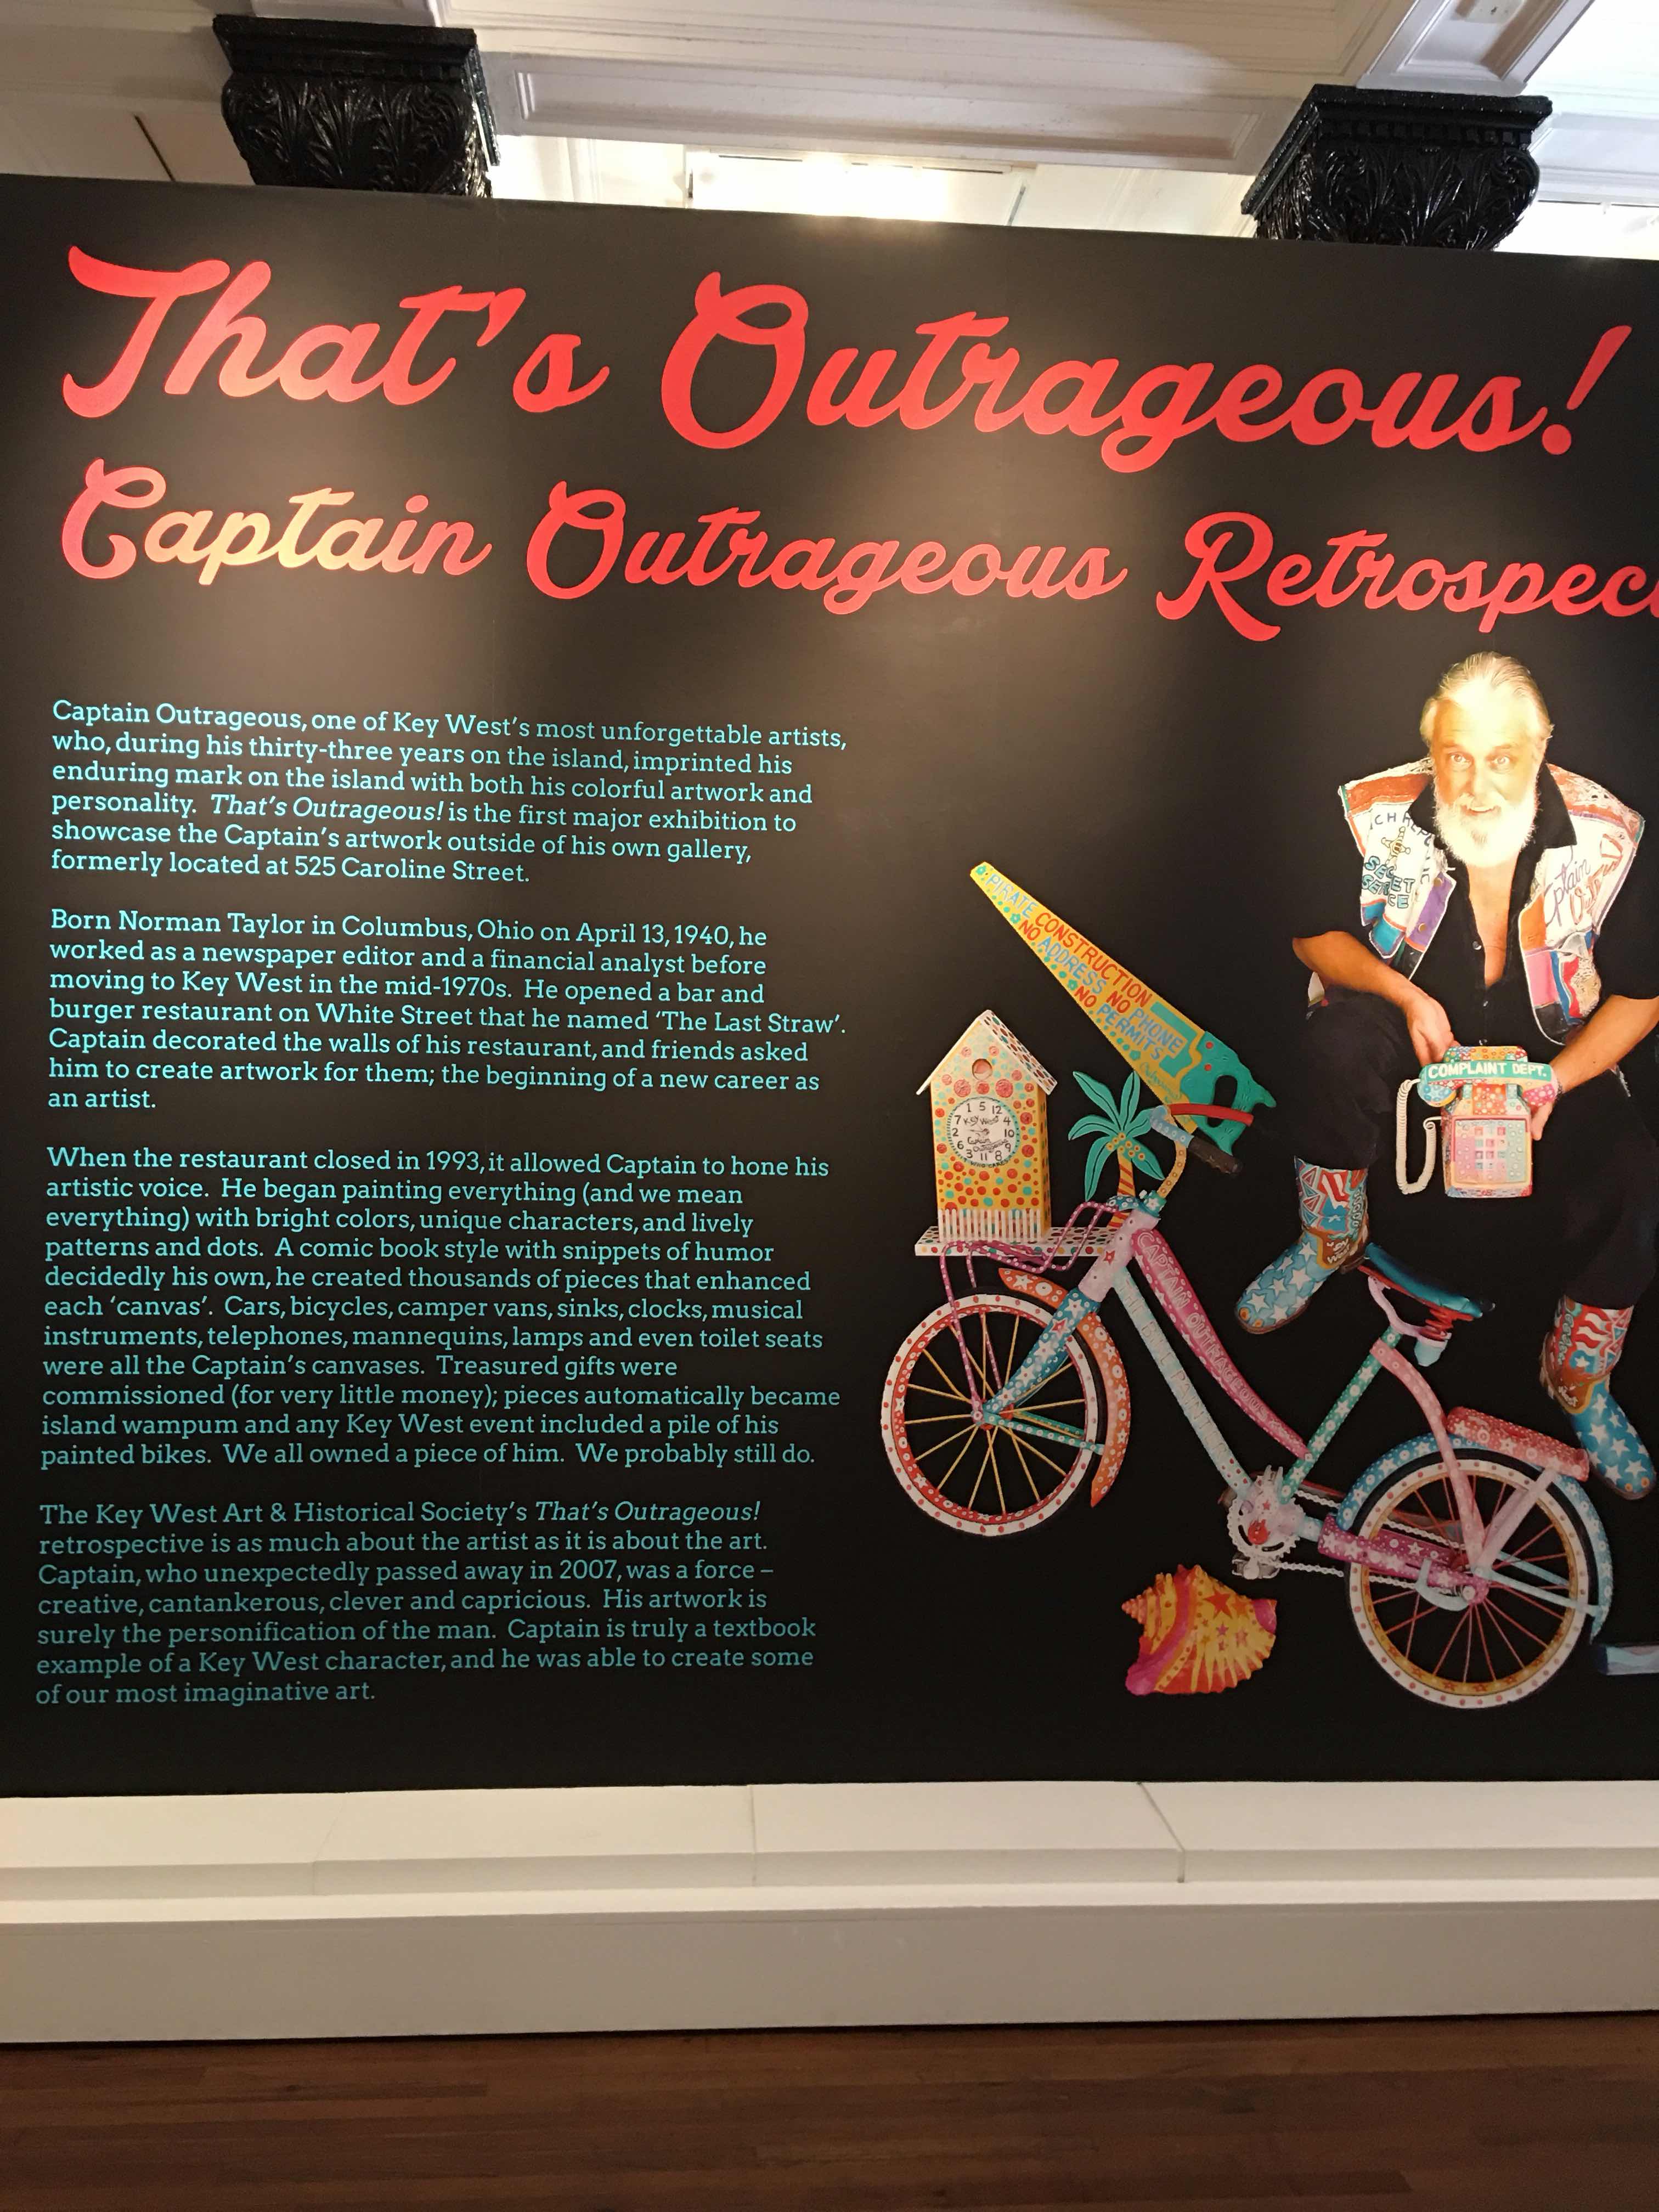 That's Outrageous!
Captain Outrageous Retrospec
Captain Outrageous, one of Key West's most unforgettable artists,
who, during his thirty-three years on the island, imprinted his
enduring mark on the island with both his colorful artwork and
personality. That's Outrageous! is the first major exhibition to
showcase the Captain's artwork outside of his own gallery,
formerly located at 525 Caroline Street.
Born Norman Taylor in Columbus, Ohio on April 13, 1940, he
worked as a newspaper editor and a financial analyst before
moving to Key West in the mid-1970s. He opened a bar and
burger restaurant on White Street that he named 'The Last Straw'.
Captain decorated the walls of his restaurant, and friends asked
him to create artwork for them; the beginning of a new career as
an artist.
When the restaurant closed in 1993, it allowed Captain to hone his
artistic voice. He began painting everything (and we mean
everything) with bright colors, unique characters, and lively
patterns and dots. A comic book style with snippets of humor
decidedly his own, he created thousands of pieces that enhanced
each 'canvas'. Cars, bicycles, camper vans, sinks, clocks, musical
instruments, telephones, mannequins, lamps and even toilet seats
were all the Captain's canvases. Treasured gifts were
commissioned (for very little money); pieces automatically became
island wampum and any Key West event included a pile of his
painted bikes. We all owned a piece of him. We probably still do.
The Key West Art & Historical Society's That's Outrageous!
retrospective is as much about the artist as it is about the art.
Captain, who unexpectedly passed away in 2007, was a force –
creative, cantankerous, clever and capricious. His artwork is
surely the personification of the man. Captain is truly a textbook
example of a Key West character, and he was able to create some
of our most imaginative art.
PIRATE CONSTRUCTION
NO ADDRESS NO PHONE
NO PERMITS
COMPLAINT DEPT.
1 5 12
7 KEY WEST 4
2 10
6 9
3 11 8
CAPTAIN OUTRAGEOUS